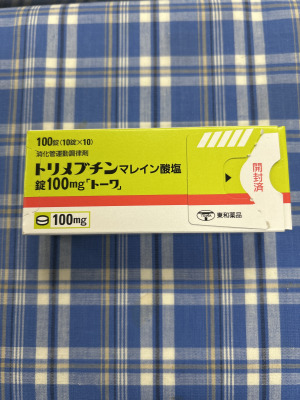 100錠(10錠×10)
消化管運動調律剤
トリメブチンマレイン酸塩
錠100mg「トーワ」
100mg
東和薬品
開封済